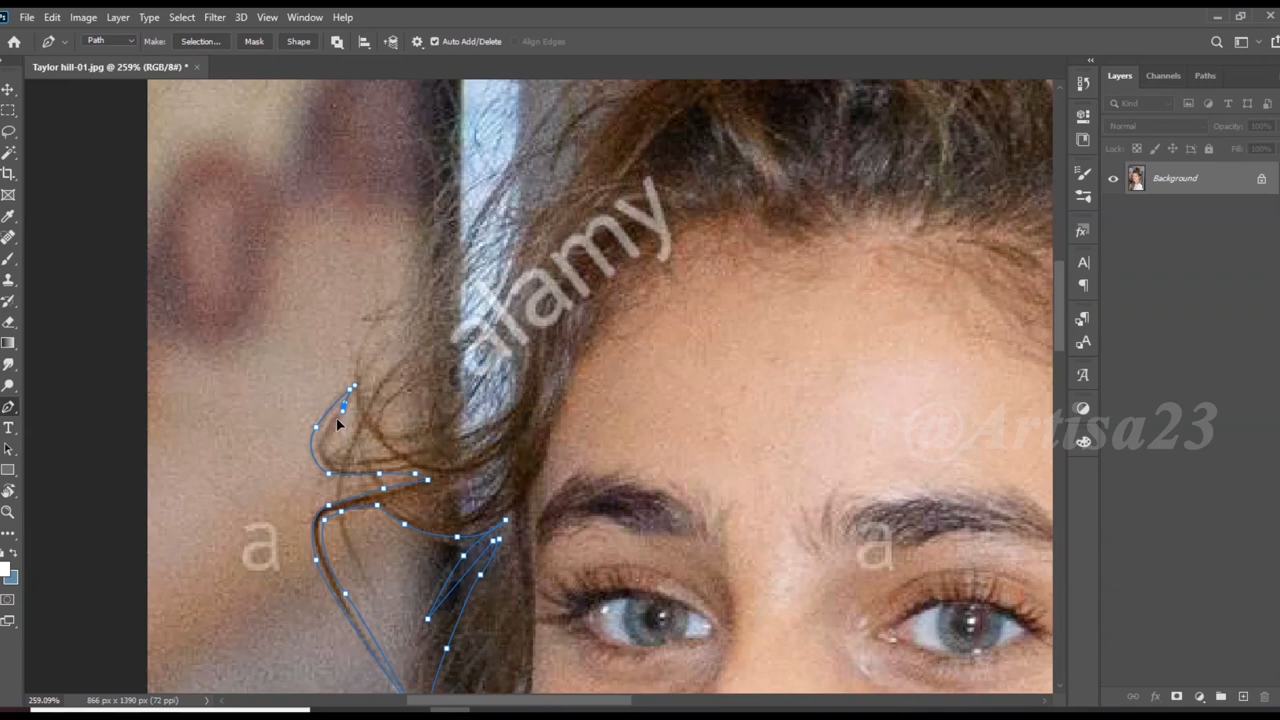 Ps File Edit Image Layer Type Select Filter 3D View Window Help
Path Make: Selection... Mask Shape Auto Add/Delete Align Edges
Taylor hill-01.jpg @ 259% (RGB/8#) * ×
Layers Channels Paths
Kind
Normal Opacity: 100%
Lock: Fill: 100%
Background
alamy
@Artisa23
a a
259.09% 866 px x 1390 px (72 ppi)